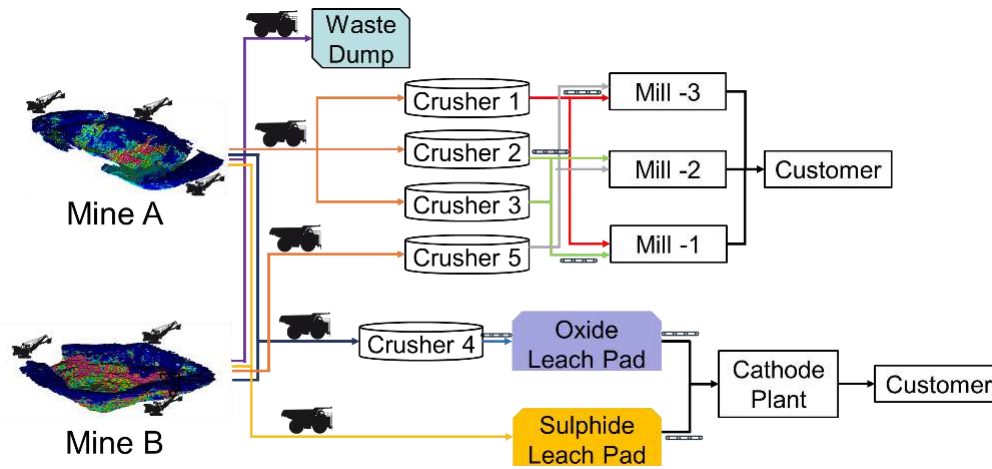 Waste
Dump
Crusher 1
Mill -3
Crusher 2
Mill -2
Customer
Mine A
Crusher 3
Mill -1
Crusher 5
Crusher 4
Oxide
Leach Pad
Cathode
Plant
Customer
Mine B
Sulphide
Leach Pad